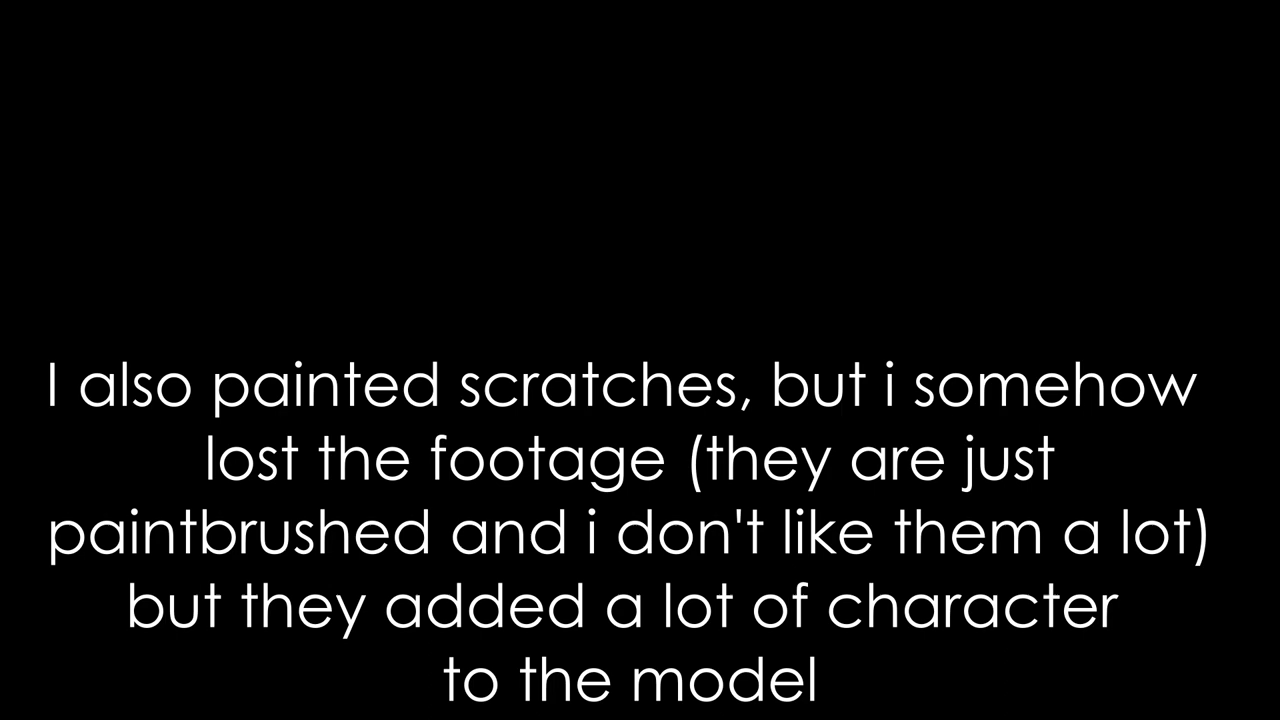 I also painted scratches, but i somehow
lost the footage (they are just
paintbrushed and i don't like them a lot)
but they added a lot of character
to the model